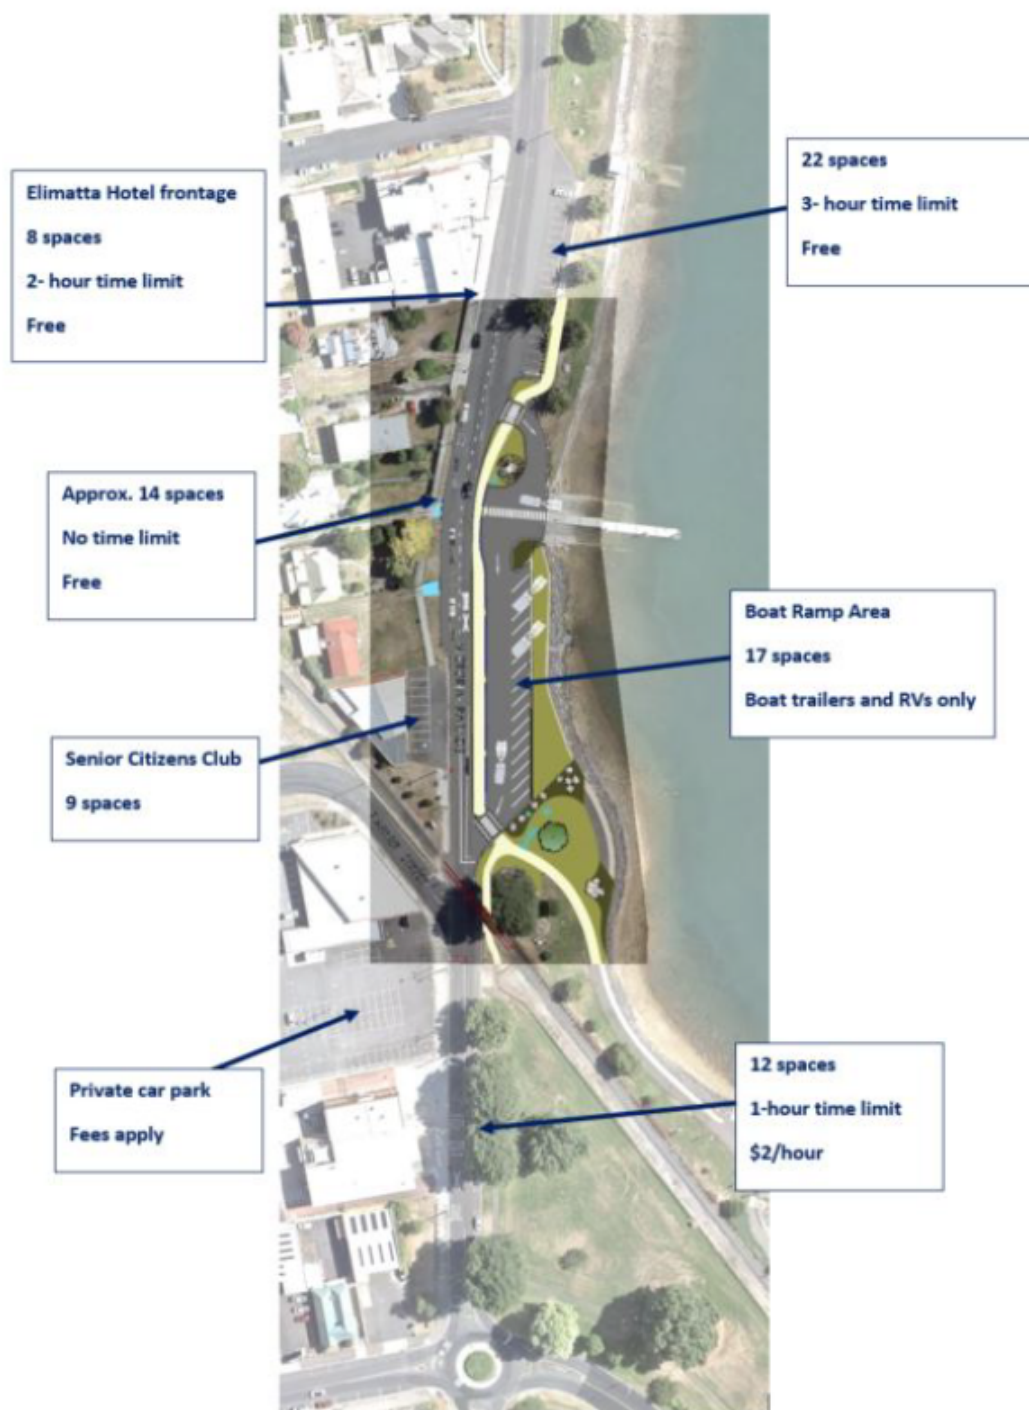 Elimatta Hotel frontage
8 spaces
2- hour time limit
Free
22 spaces
3- hour time limit
Free
Approx. 14 spaces
No time limit
Free
Boat Ramp Area
17 spaces
Boat trailers and RVs only
Senior Citizens Club
9 spaces
Private car park
Fees apply
12 spaces
1-hour time limit
$2/hour